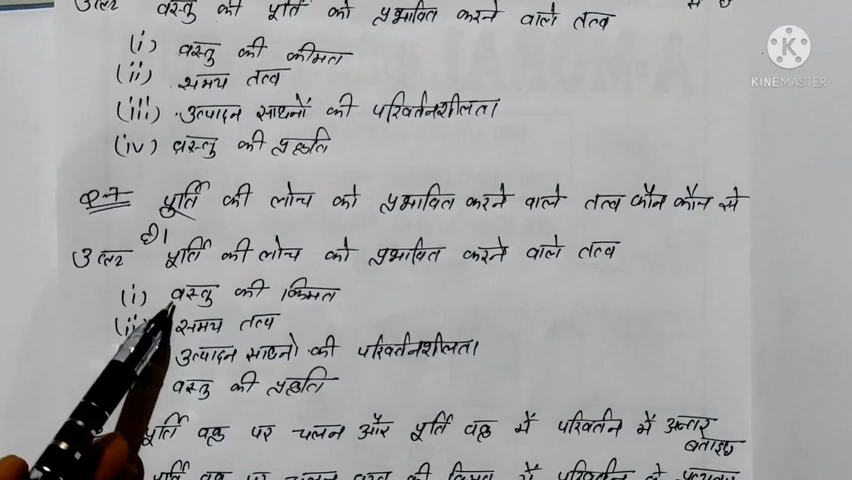 उत्तर वस्तु की पूर्ति को प्रभावित करने वाले तत्व
(i) वस्तु की कीमत
(ii) समय तत्व
(iii) उत्पादन साधनों की परिवर्तनशीलता।
(iv) वस्तु की प्रकृति
KINEMASTER
Q-7 पूर्ति की लोच को प्रभावित करने वाले तत्व कौन कौन से
है।
उत्तर पूर्ति की लोच को प्रभावित करने वाले तत्व
(i) वस्तु की किमत
(ii) समय तत्व
उत्पादन साधनो की परिवर्तनशीलता।
वस्तु की प्रकृति
पूर्ति वक्र पर चलन और पूर्ति वक्र में परिवर्तन में अन्तर
बताइए